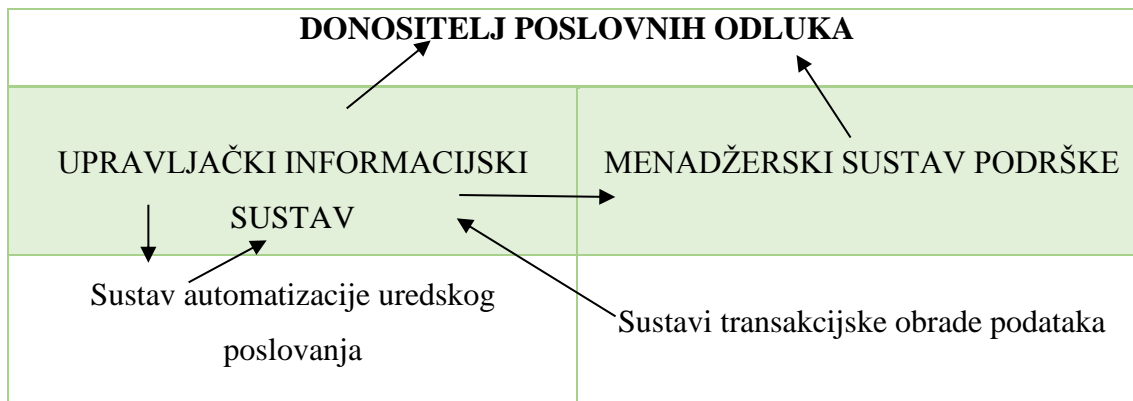 DONOSITELJ POSLOVNIH ODLUKA
UPRAVLJAČKI INFORMACIJSKI
SUSTAV
MENADŽERSKI SUSTAV PODRŠKE
Sustav automatizacije uredskog
poslovanja
Sustavi transakcijske obrade podataka